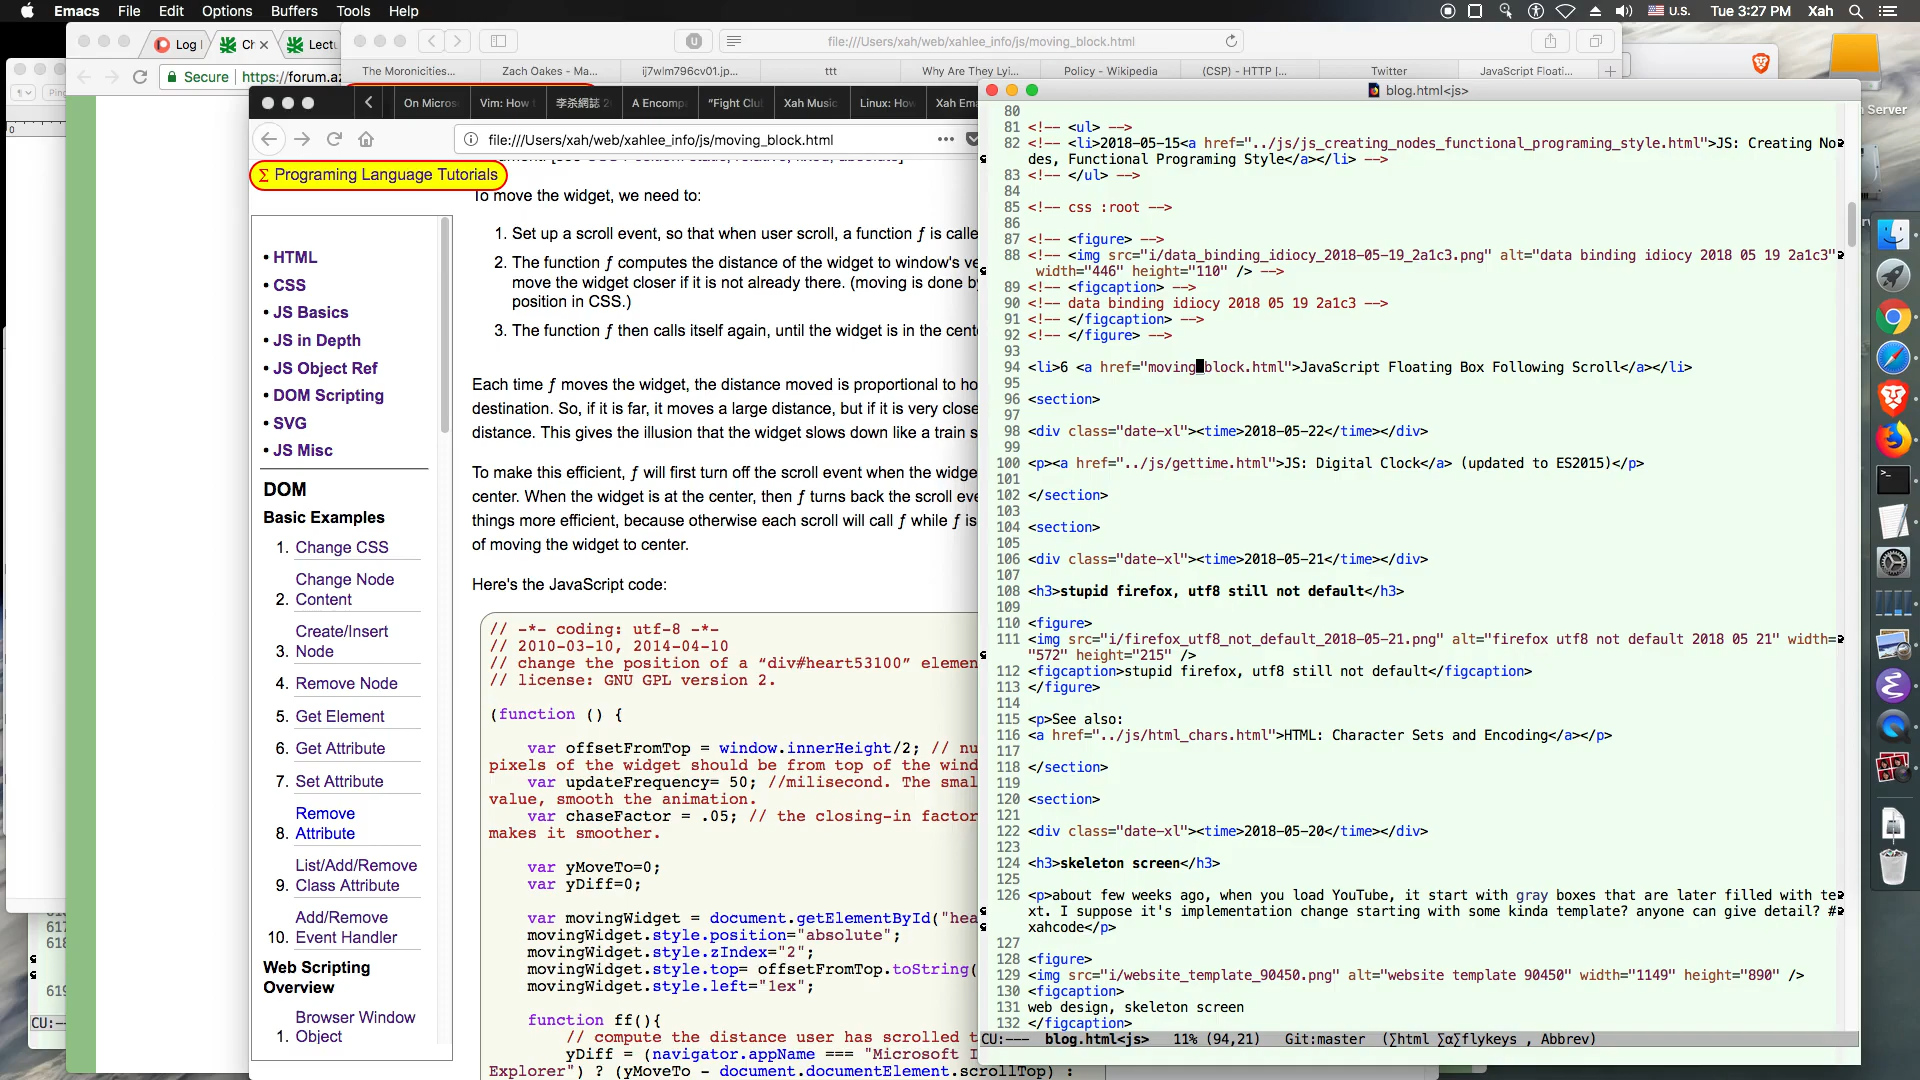 Emacs File Edit Options Buffers Tools Help
U.S. Tue 3:27 PM Xah
Log
Lectu
file:///Users/xah/web/xahlee_info/js/moving_block.html
Secure https://forum.az
The Moronicities...
Zach Oakes - Ma...
ij7wlm796cv01.jp...
ttt
Why Are They Lyi...
Policy - Wikipedia
(CSP) - HTTP |...
Twitter
JavaScript Floati...
On Micros
Vim: How t
李杀網誌 2
A Encompa
“Fight Clu
Xah Music
Linux: How
Xah Ema
file:///Users/xah/web/xahlee_info/js/moving_block.html
∑ Programing Language Tutorials
• HTML
• CSS
• JS Basics
• JS in Depth
• JS Object Ref
• DOM Scripting
• SVG
• JS Misc
DOM
Basic Examples
1. Change CSS
Change Node
2. Content
Create/Insert
3. Node
4. Remove Node
5. Get Element
6. Get Attribute
7. Set Attribute
Remove
8. Attribute
List/Add/Remove
9. Class Attribute
Add/Remove
10. Event Handler
Web Scripting
Overview
Browser Window
1. Object
To move the widget, we need to:
1. Set up a scroll event, so that when user scroll, a function ƒ is calle
2. The function ƒ computes the distance of the widget to window's ve
move the widget closer if it is not already there. (moving is done by
position in CSS.)
3. The function ƒ then calls itself again, until the widget is in the cente
Each time ƒ moves the widget, the distance moved is proportional to ho
destination. So, if it is far, it moves a large distance, but if it is very close
distance. This gives the illusion that the widget slows down like a train s
To make this efficient, ƒ will first turn off the scroll event when the widge
center. When the widget is at the center, then ƒ turns back the scroll eve
things more efficient, because otherwise each scroll will call ƒ while ƒ is
of moving the widget to center.
Here's the JavaScript code:
// -*- coding: utf-8 -*-
// 2010-03-10, 2014-04-10
// change the position of a “div#heart53100” elemen
// license: GNU GPL version 2.
(function () {
var offsetFromTop = window.innerHeight/2; // nu
pixels of the widget should be from top of the wind
var updateFrequency= 50; //milisecond. The smal
value, smooth the animation.
var chaseFactor = .05; // the closing-in factor
makes it smoother.
var yMoveTo=0;
var yDiff=0;
var movingWidget = document.getElementById("hea
movingWidget.style.position="absolute";
movingWidget.style.zIndex="2";
movingWidget.style.top= offsetFromTop.toString(
movingWidget.style.left="1ex";
function ff(){
// compute the distance user has scrolled t
yDiff = (navigator.appName === "Microsoft I
Explorer") ? (yMoveTo - document.documentElement.scrollTop) :
blog.html<js>
80
81 <!-- <ul> -->
82 <!-- <li>2018-05-15<a href="../js/js_creating_nodes_functional_programing_style.html">JS: Creating No
des, Functional Programing Style</a></li> -->
83 <!-- </ul> -->
84
85 <!-- css :root -->
86
87 <!-- <figure> -->
88 <!-- <img src="i/data_binding_idiocy_2018-05-19_2a1c3.png" alt="data binding idiocy 2018 05 19 2a1c3"
width="446" height="110" /> -->
89 <!-- <figcaption> -->
90 <!-- data binding idiocy 2018 05 19 2a1c3 -->
91 <!-- </figcaption> -->
92 <!-- </figure> -->
93
94 <li>6 <a href="moving_block.html">JavaScript Floating Box Following Scroll</a></li>
95
96 <section>
97
98 <div class="date-xl"><time>2018-05-22</time></div>
99
100 <p><a href="../js/gettime.html">JS: Digital Clock</a> (updated to ES2015)</p>
101
102 </section>
103
104 <section>
105
106 <div class="date-xl"><time>2018-05-21</time></div>
107
108 <h3>stupid firefox, utf8 still not default</h3>
109
110 <figure>
111 <img src="i/firefox_utf8_not_default_2018-05-21.png" alt="firefox utf8 not default 2018 05 21" width=
"572" height="215" />
112 <figcaption>stupid firefox, utf8 still not default</figcaption>
113 </figure>
114
115 <p>See also:
116 <a href="../js/html_chars.html">HTML: Character Sets and Encoding</a></p>
117
118 </section>
119
120 <section>
121
122 <div class="date-xl"><time>2018-05-20</time></div>
123
124 <h3>skeleton screen</h3>
125
126 <p>about few weeks ago, when you load YouTube, it start with gray boxes that are later filled with te
xt. I suppose it's implementation change starting with some kinda template? anyone can give detail? #
xahcode</p>
127
128 <figure>
129 <img src="i/website_template_90450.png" alt="website template 90450" width="1149" height="890" />
130 <figcaption>
131 web design, skeleton screen
132 </figcaption>
CU:--- blog.html<js> 11% (94,21) Git:master (∑html ∑α∑flykeys , Abbrev)
617
618
619
CU:--
Server